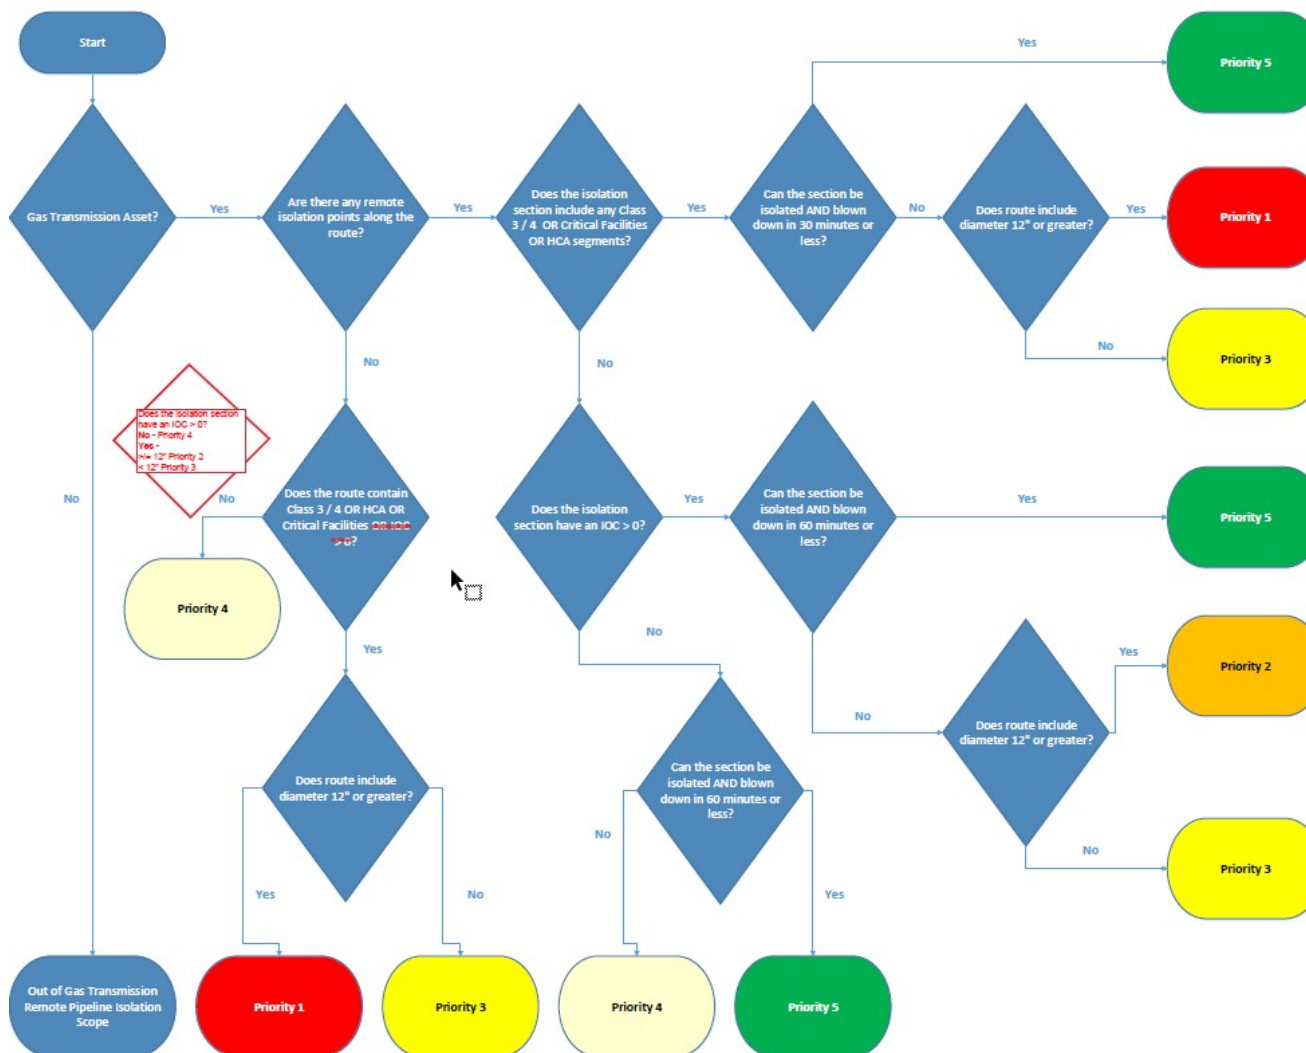 Start
Yes
Priority 5
Gas Transmission Asset?
Yes
Are there any remote
isolation points along the
route?
Yes
Does the isolation
section include any Class
3 / 4 OR Critical Facilities
OR HCA segments?
Yes
Can the section be
isolated AND blown
down in 30 minutes or
less?
No
Does route include
diameter 12" or greater?
Yes
Priority 1
No
No
No
Priority 3
Does the isolation section
have an IOC > 0?
No - Priority 4
Yes -
>/= 12" Priority 2
< 12" Priority 3
No
No
Does the route contain
Class 3 / 4 OR HCA OR
Critical Facilities OR IOC
> 0?
Does the isolation
section have an IOC > 0?
Yes
Can the section be
isolated AND blown
down in 60 minutes or
less?
Yes
Priority 5
Priority 4
Yes
No
No
Does route include
diameter 12" or greater?
Yes
Priority 2
Does route include
diameter 12" or greater?
Can the section be
isolated AND blown
down in 60 minutes or
less?
No
No
Priority 3
Yes
No
Yes
Out of Gas Transmission
Remote Pipeline Isolation
Scope
Priority 1
Priority 3
Priority 4
Priority 5